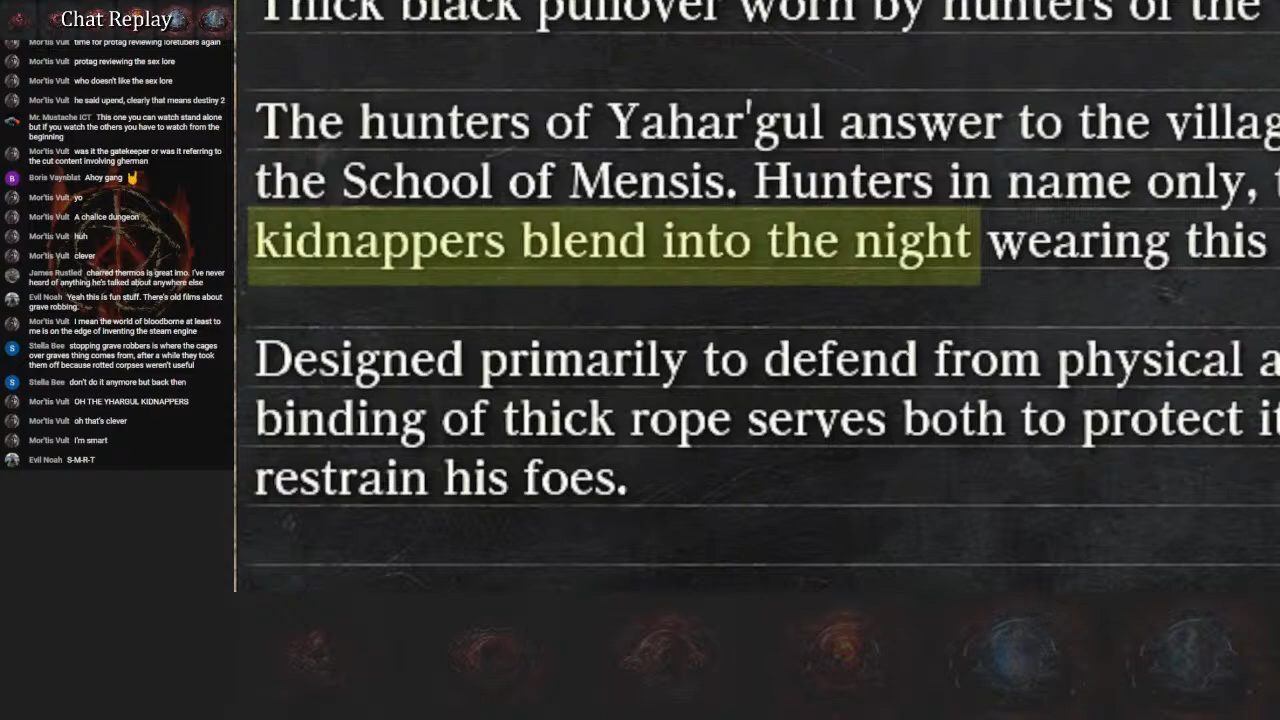 Chat Replay
Mor'tis Vult time for protag reviewing loretubers again
Mor'tis Vult protag reviewing the sex lore
Mor'tis Vult who doesn't like the sex lore
Mor'tis Vult he said upend, clearly that means destiny 2
Mr. Mustache ICT This one you can watch stand alone
but If you watch the others you have to watch from the
beginning
Mor'tis Vult was it the gatekeeper or was it referring to
the cut content involving gherman
B Boris Vaynblat Ahoy gang 🤘
Mor'tis Vult yo
Mor'tis Vult A chalice dungeon
Mor'tis Vult huh
Mor'tis Vult clever
James Rustled charred thermos is great imo. I've never
heard of anything he's talked about anywhere else
Evil Noah Yeah this is fun stuff. There's old films about
grave robbing.
Mor'tis Vult I mean the world of bloodborne at least to
me is on the edge of inventing the steam engine
S Stella Bee stopping grave robbers is where the cages
over graves thing comes from, after a while they took
them off because rotted corpses weren't useful
S Stella Bee don't do it anymore but back then
Mor'tis Vult OH THE YHARGUL KIDNAPPERS
Mor'tis Vult oh that's clever
Mor'tis Vult I'm smart
Evil Noah S-M-R-T
Thick black pullover worn by hunters of the
The hunters of Yahar'gul answer to the villag
the School of Mensis. Hunters in name only, t
kidnappers blend into the night wearing this
Designed primarily to defend from physical a
binding of thick rope serves both to protect it
restrain his foes.